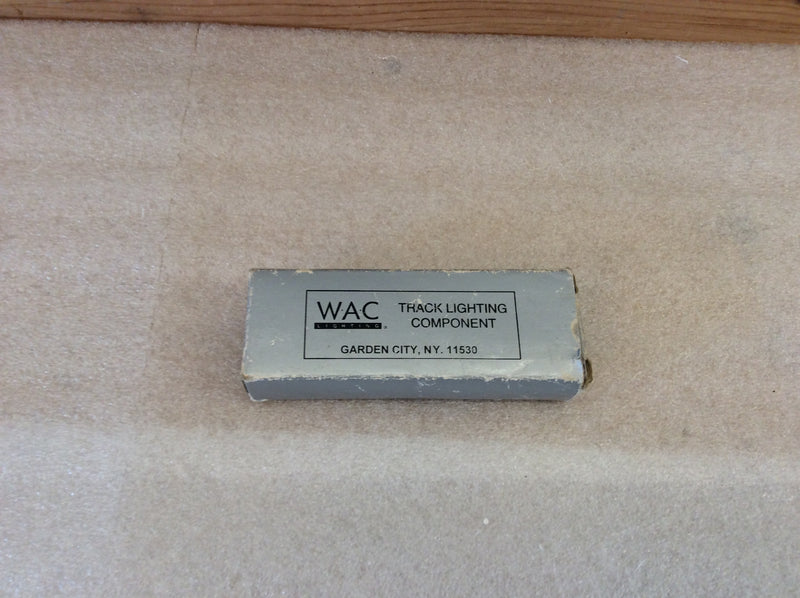 WAC TRACK LIGHTING
LIGHTING COMPONENT
GARDEN CITY, NY. 11530